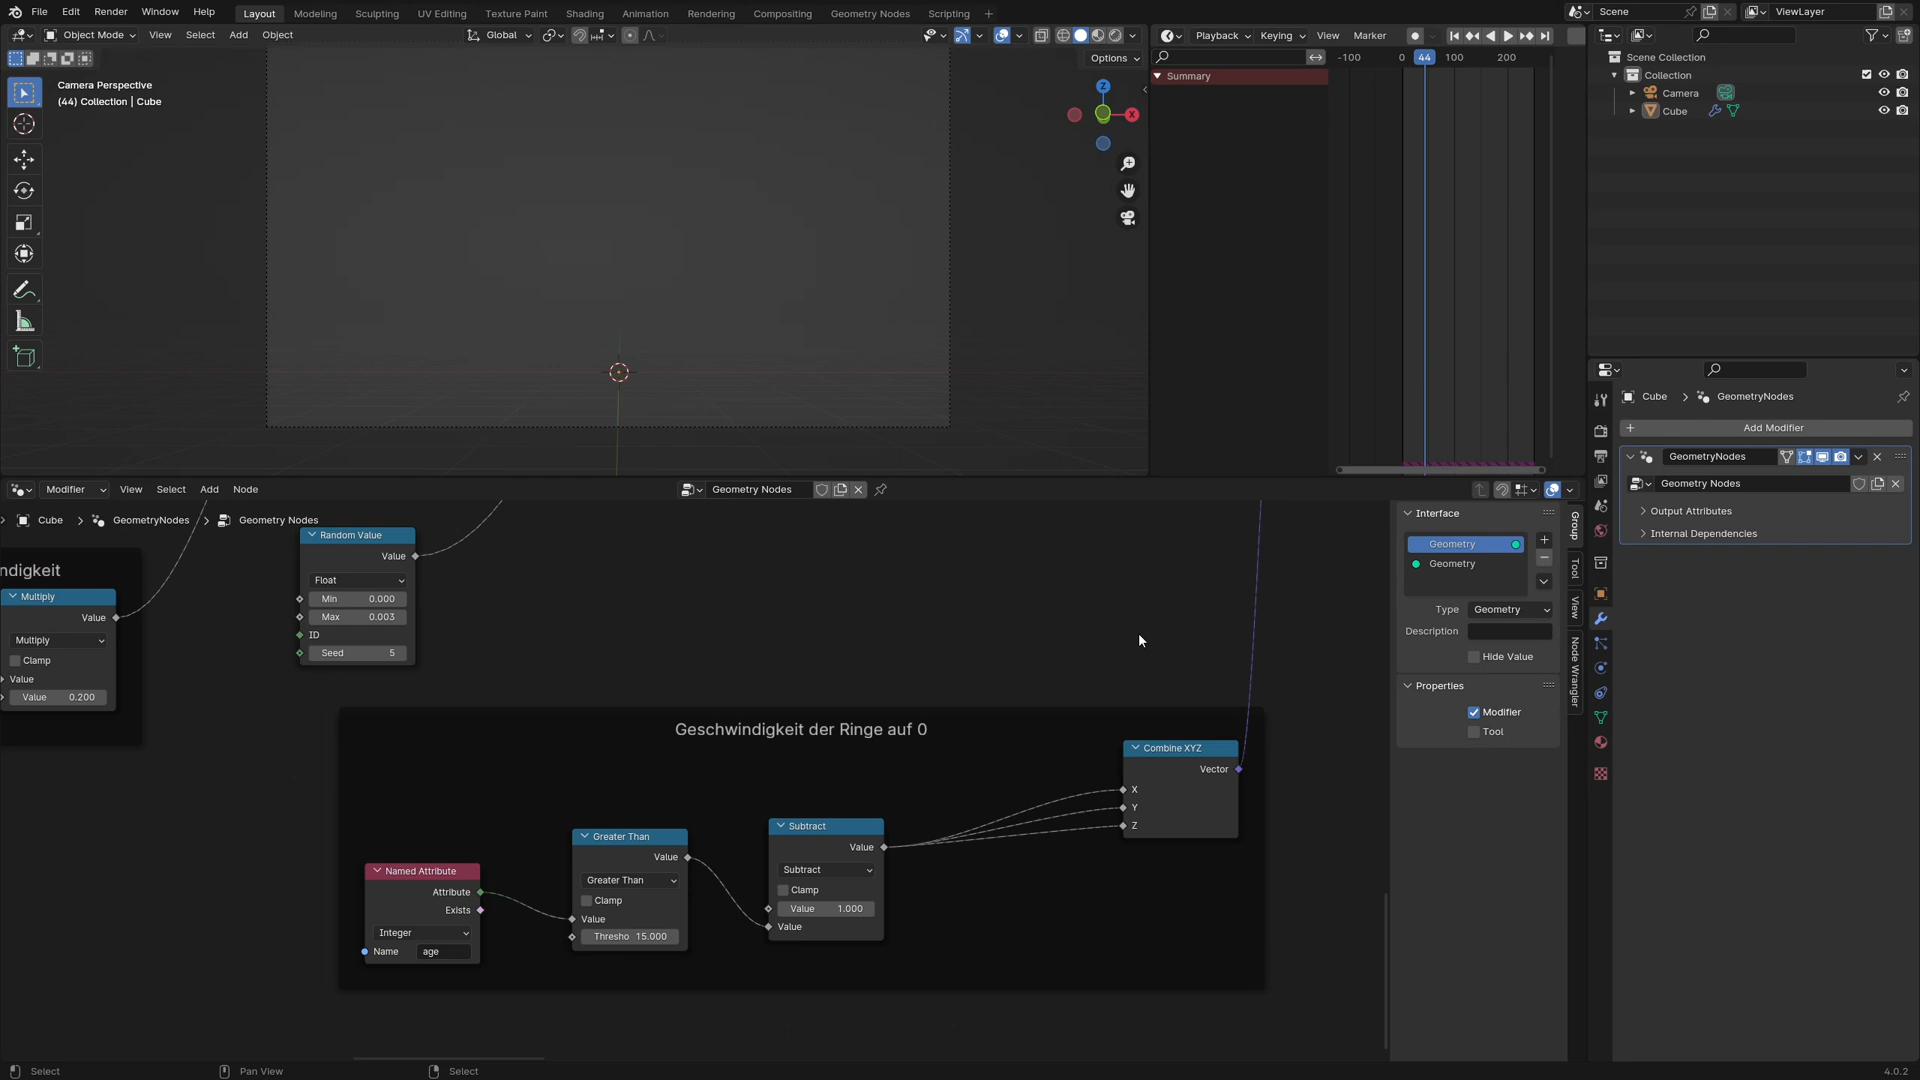 File Edit Render Window Help Layout Modeling Sculpting UV Editing Texture Paint Shading Animation Rendering Compositing Geometry Nodes Scripting + Scene ViewLayer
Object Mode View Select Add Object Global Playback Keying View Marker
Options -100 0 44 100 200 Scene Collection
Summary Collection
Camera Perspective Camera
(44) Collection | Cube Cube
Z
X
Cube > GeometryNodes
Add Modifier
GeometryNodes
Geometry Nodes
Output Attributes
Internal Dependencies
Modifier View Select Add Node Geometry Nodes
Cube > GeometryNodes > Geometry Nodes
Interface
Geometry
Geometry
Type Geometry
Description
Hide Value
Properties
Modifier
Tool
Group
Tool
View
Node Wrangler
ndigkeit
Multiply
Value
Multiply
Clamp
Value
Value 0.200
Random Value
Value
Float
Min 0.000
Max 0.003
ID
Seed 5
Geschwindigkeit der Ringe auf 0
Named Attribute
Attribute
Exists
Integer
Name age
Greater Than
Value
Greater Than
Clamp
Value
Thresho 15.000
Subtract
Value
Subtract
Clamp
Value 1.000
Value
Combine XYZ
Vector
X
Y
Z
Select Pan View Select 4.0.2